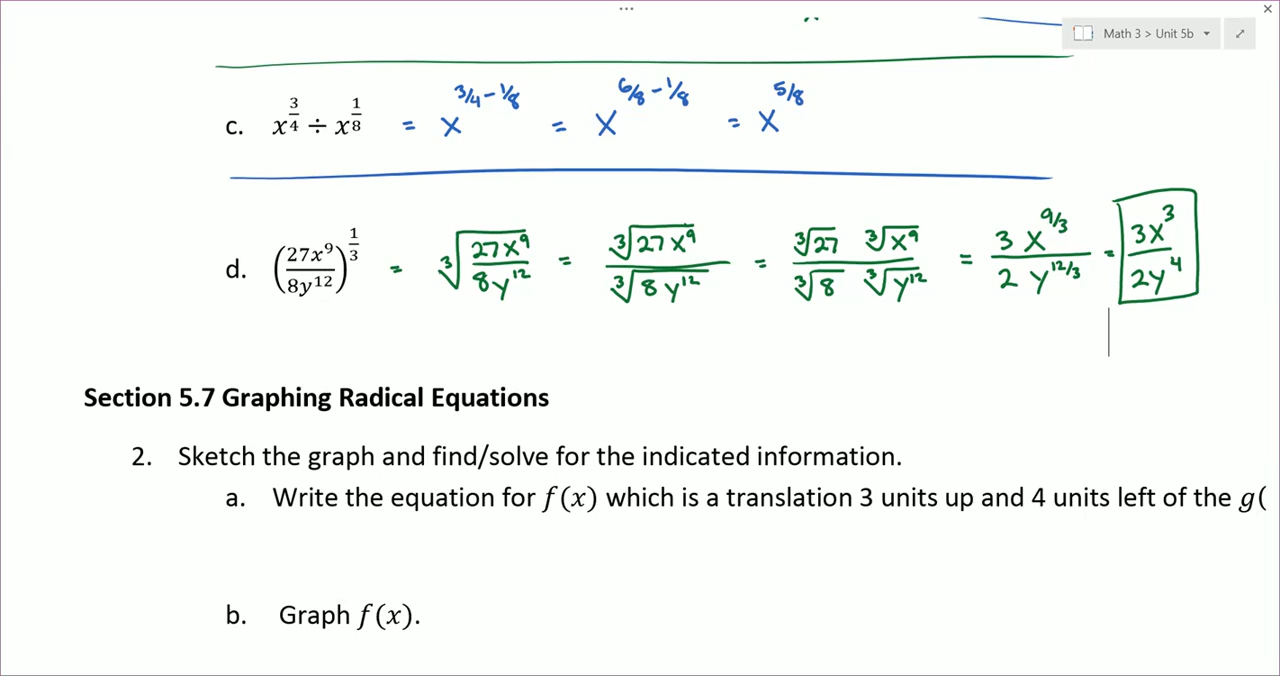 Math 3 > Unit 5b
c. x^(3/4) ÷ x^(1/8) = x^(3/4 - 1/8) = x^(6/8 - 1/8) = x^(5/8)
d. (27x^9/8y^12)^(1/3) = ∛(27x^9/8y^12) = ∛(27x^9)/∛(8y^12) = (∛27 ∛(x^9))/(∛8 ∛(y^12)) = (3x^(9/3))/(2y^(12/3)) = 3x^3/2y^4
Section 5.7 Graphing Radical Equations
2. Sketch the graph and find/solve for the indicated information.
a. Write the equation for f(x) which is a translation 3 units up and 4 units left of the g(
b. Graph f(x).